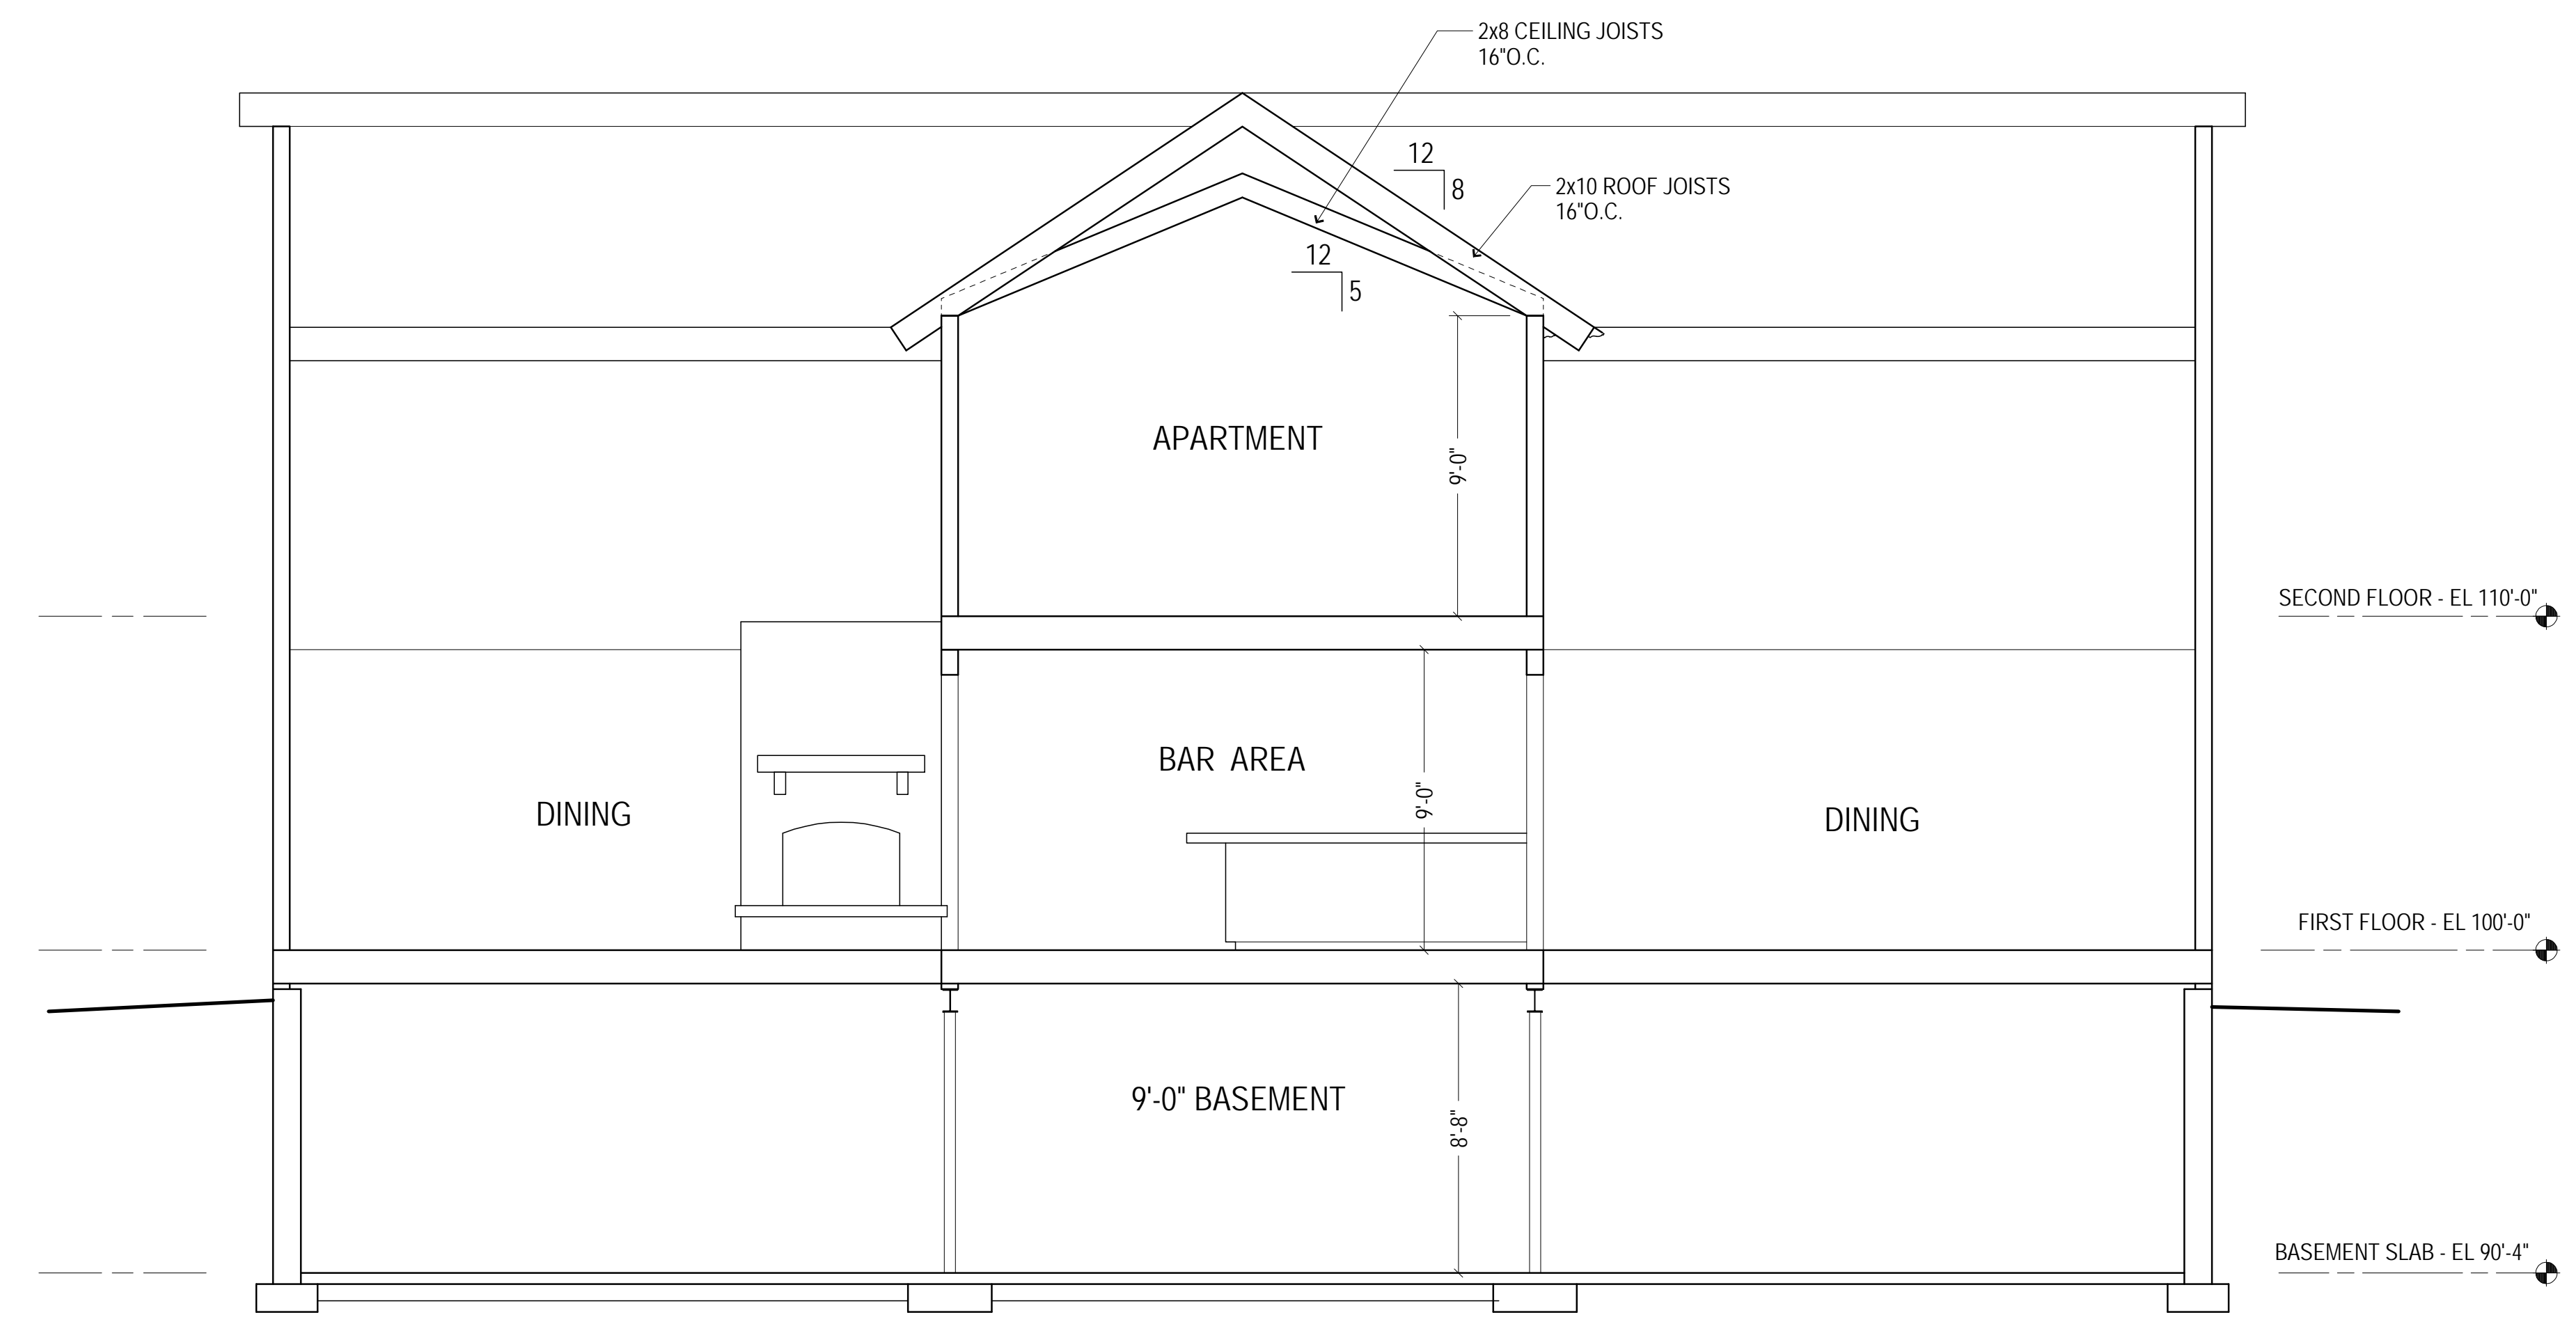 2x8 CEILING JOISTS
16"O.C.
12
8
2x10 ROOF JOISTS
16"O.C.
12
5
APARTMENT
9'-0"
SECOND FLOOR - EL 110'-0"
BAR AREA
9'-0"
DINING
DINING
FIRST FLOOR - EL 100'-0"
9'-0" BASEMENT
8'-8"
BASEMENT SLAB - EL 90'-4"